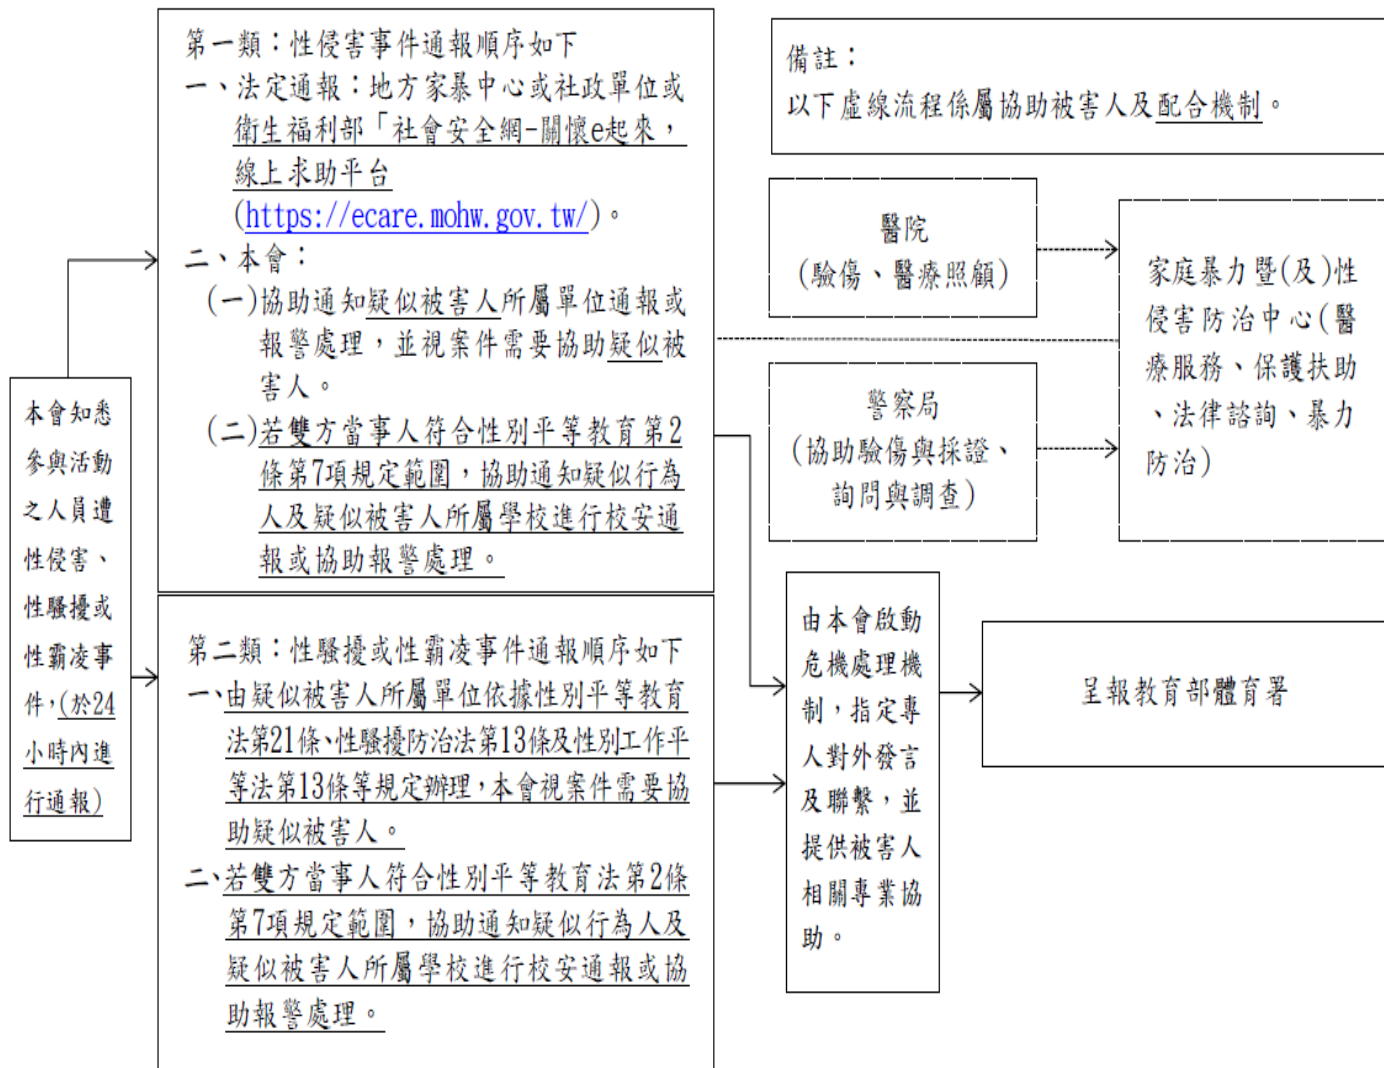 本會知悉
參與活動
之人員遭
性侵害、
性騷擾或
性霸凌事
件，(於24
小時內進
行通報)
第一類：性侵害事件通報順序如下
一、法定通報：地方家暴中心或社政單位或
衛生福利部「社會安全網-關懷e起來，
線上求助平台
(https://ecare.mohw.gov.tw/)。
二、本會：
(一)協助通知疑似被害人所屬單位通報或
報警處理，並視案件需要協助疑似被
害人。
(二)若雙方當事人符合性別平等教育第2
條第7項規定範圍，協助通知疑似行為
人及疑似被害人所屬學校進行校安通
報或協助報警處理。
第二類：性騷擾或性霸凌事件通報順序如下
一、由疑似被害人所屬單位依據性別平等教育
法第21條、性騷擾防治法第13條及性別工作平
等法第13條等規定辦理，本會視案件需要協
助疑似被害人。
二、若雙方當事人符合性別平等教育法第2條
第7項規定範圍，協助通知疑似行為人及
疑似被害人所屬學校進行校安通報或協
助報警處理。
備註：
以下虛線流程係屬協助被害人及配合機制。
醫院
(驗傷、醫療照顧)
警察局
(協助驗傷與採證、
詢問與調查)
家庭暴力暨(及)性
侵害防治中心(醫
療服務、保護扶助
、法律諮詢、暴力
防治)
由本會啟動
危機處理機
制，指定專
人對外發言
及聯繫，並
提供被害人
相關專業協
助。
呈報教育部體育署